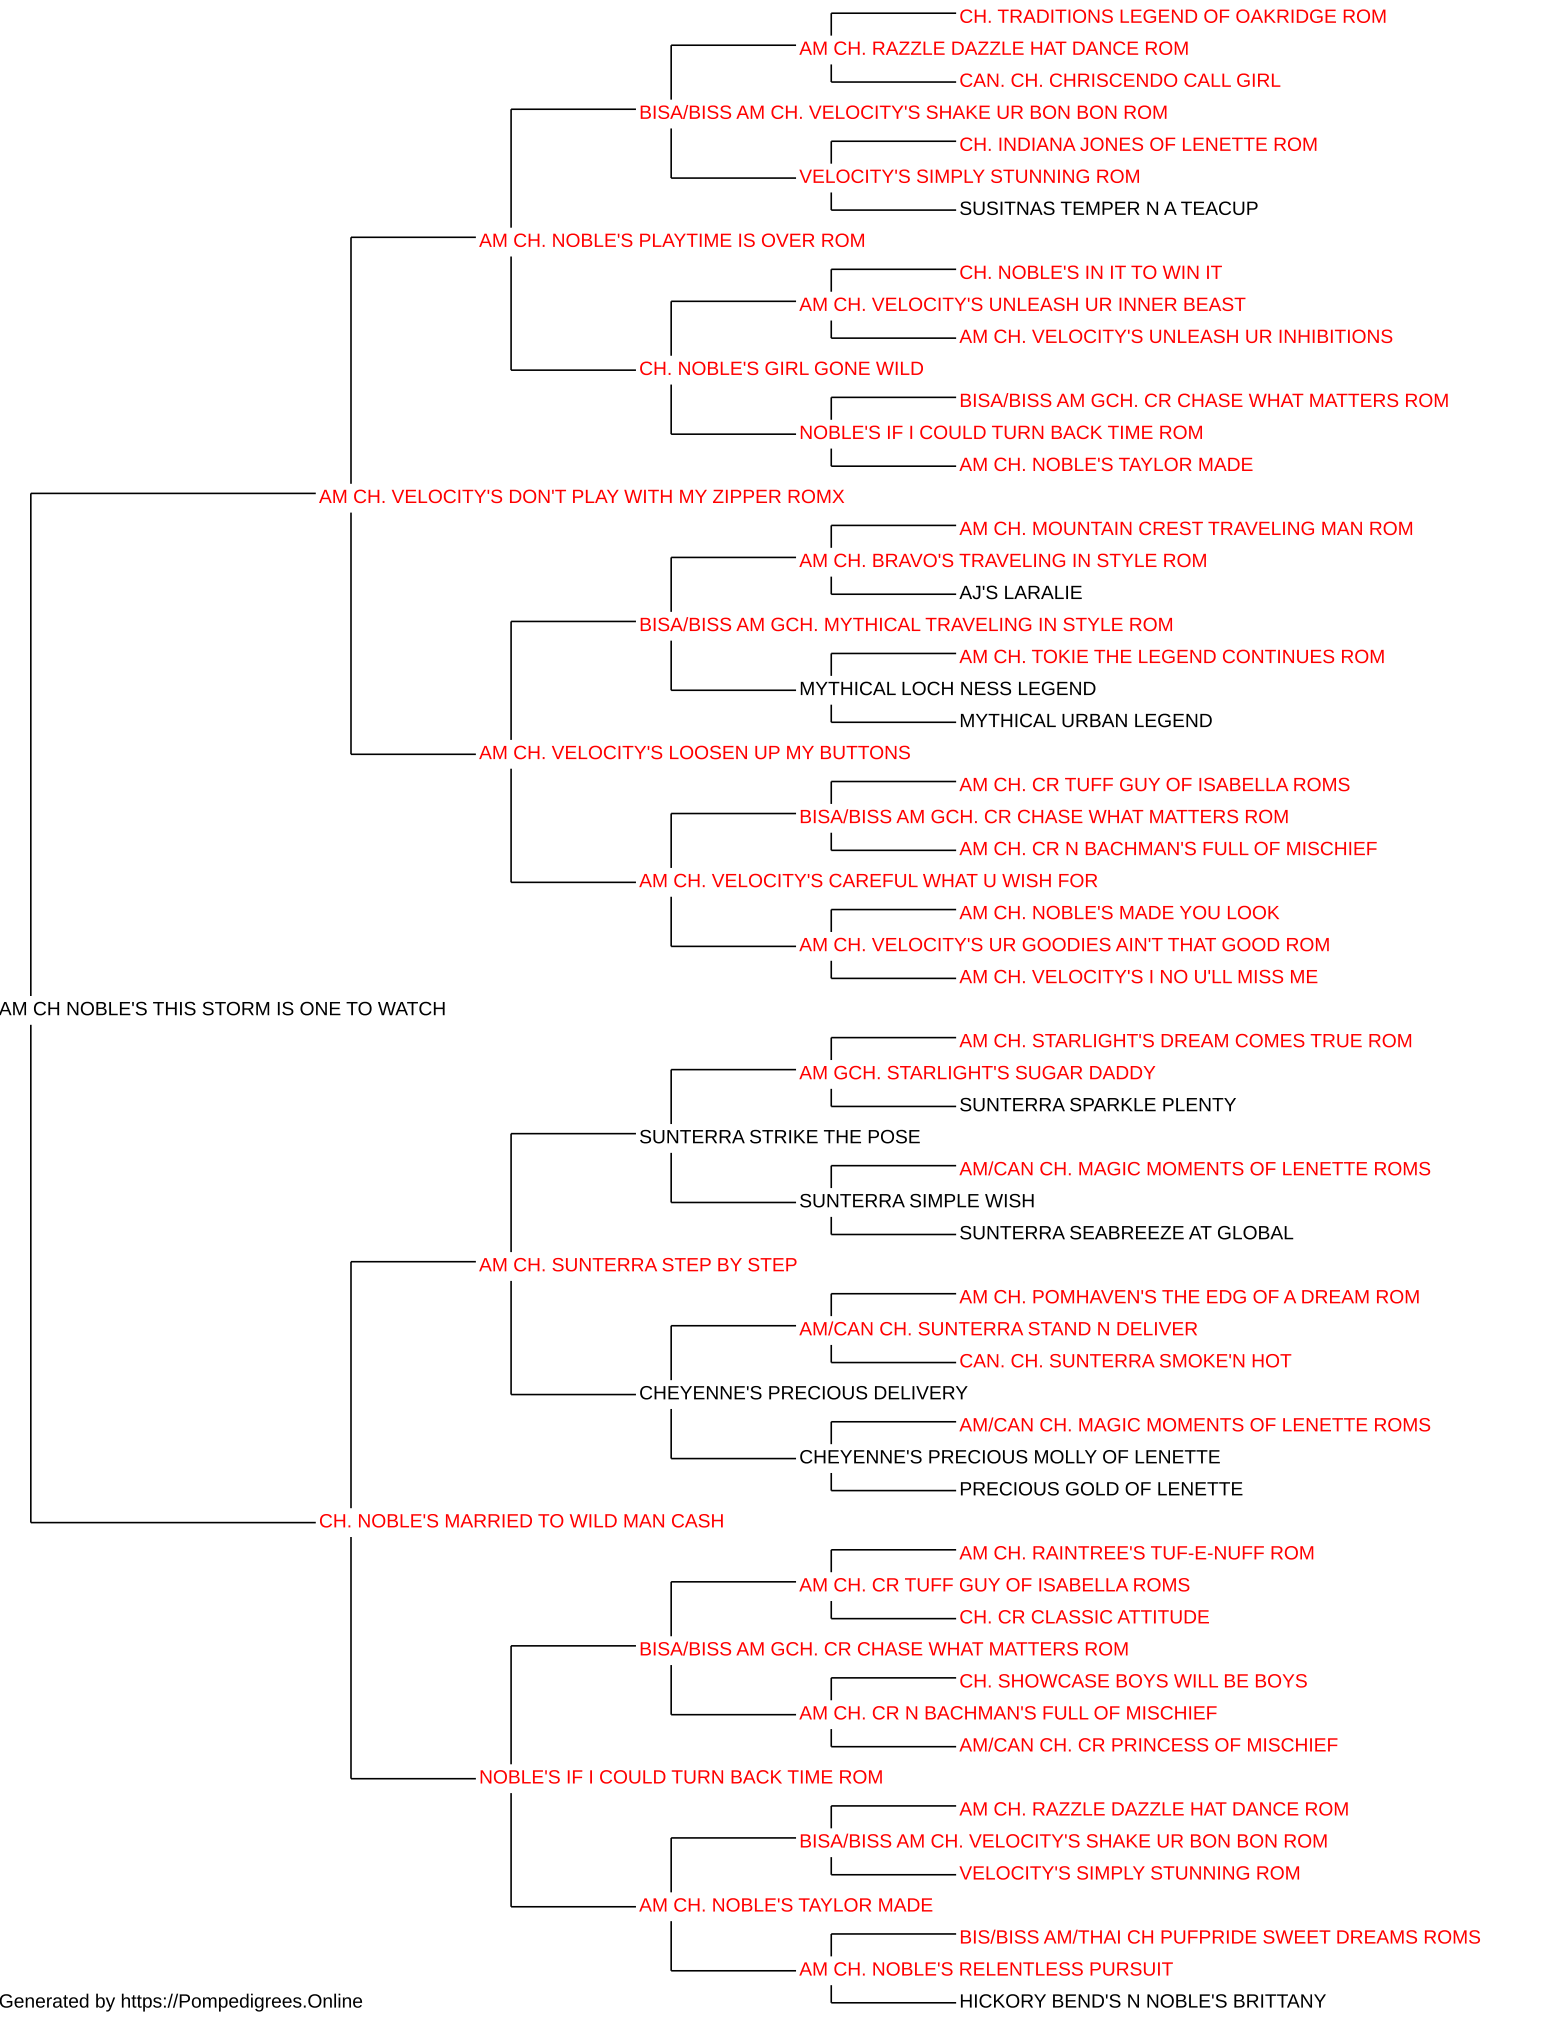 CH. TRADITIONS LEGEND OF OAKRIDGE ROM
AM CH. RAZZLE DAZZLE HAT DANCE ROM
CAN. CH. CHRISCENDO CALL GIRL
BISA/BISS AM CH. VELOCITY'S SHAKE UR BON BON ROM
CH. INDIANA JONES OF LENETTE ROM
VELOCITY'S SIMPLY STUNNING ROM
SUSITNAS TEMPER N A TEACUP
AM CH. NOBLE'S PLAYTIME IS OVER ROM
CH. NOBLE'S IN IT TO WIN IT
AM CH. VELOCITY'S UNLEASH UR INNER BEAST
AM CH. VELOCITY'S UNLEASH UR INHIBITIONS
CH. NOBLE'S GIRL GONE WILD
BISA/BISS AM GCH. CR CHASE WHAT MATTERS ROM
NOBLE'S IF I COULD TURN BACK TIME ROM
AM CH. NOBLE'S TAYLOR MADE
AM CH. VELOCITY'S DON'T PLAY WITH MY ZIPPER ROMX
AM CH. MOUNTAIN CREST TRAVELING MAN ROM
AM CH. BRAVO'S TRAVELING IN STYLE ROM
AJ'S LARALIE
BISA/BISS AM GCH. MYTHICAL TRAVELING IN STYLE ROM
AM CH. TOKIE THE LEGEND CONTINUES ROM
MYTHICAL LOCH NESS LEGEND
MYTHICAL URBAN LEGEND
AM CH. VELOCITY'S LOOSEN UP MY BUTTONS
AM CH. CR TUFF GUY OF ISABELLA ROMS
BISA/BISS AM GCH. CR CHASE WHAT MATTERS ROM
AM CH. CR N BACHMAN'S FULL OF MISCHIEF
AM CH. VELOCITY'S CAREFUL WHAT U WISH FOR
AM CH. NOBLE'S MADE YOU LOOK
AM CH. VELOCITY'S UR GOODIES AIN'T THAT GOOD ROM
AM CH. VELOCITY'S I NO U'LL MISS ME
AM CH NOBLE'S THIS STORM IS ONE TO WATCH
AM CH. STARLIGHT'S DREAM COMES TRUE ROM
AM GCH. STARLIGHT'S SUGAR DADDY
SUNTERRA SPARKLE PLENTY
SUNTERRA STRIKE THE POSE
AM/CAN CH. MAGIC MOMENTS OF LENETTE ROMS
SUNTERRA SIMPLE WISH
SUNTERRA SEABREEZE AT GLOBAL
AM CH. SUNTERRA STEP BY STEP
AM CH. POMHAVEN'S THE EDG OF A DREAM ROM
AM/CAN CH. SUNTERRA STAND N DELIVER
CAN. CH. SUNTERRA SMOKE'N HOT
CHEYENNE'S PRECIOUS DELIVERY
AM/CAN CH. MAGIC MOMENTS OF LENETTE ROMS
CHEYENNE'S PRECIOUS MOLLY OF LENETTE
PRECIOUS GOLD OF LENETTE
CH. NOBLE'S MARRIED TO WILD MAN CASH
AM CH. RAINTREE'S TUF-E-NUFF ROM
AM CH. CR TUFF GUY OF ISABELLA ROMS
CH. CR CLASSIC ATTITUDE
BISA/BISS AM GCH. CR CHASE WHAT MATTERS ROM
CH. SHOWCASE BOYS WILL BE BOYS
AM CH. CR N BACHMAN'S FULL OF MISCHIEF
AM/CAN CH. CR PRINCESS OF MISCHIEF
NOBLE'S IF I COULD TURN BACK TIME ROM
AM CH. RAZZLE DAZZLE HAT DANCE ROM
BISA/BISS AM CH. VELOCITY'S SHAKE UR BON BON ROM
VELOCITY'S SIMPLY STUNNING ROM
AM CH. NOBLE'S TAYLOR MADE
BIS/BISS AM/THAI CH PUFPRIDE SWEET DREAMS ROMS
AM CH. NOBLE'S RELENTLESS PURSUIT
HICKORY BEND'S N NOBLE'S BRITTANY
Generated by https://Pompedigrees.Online